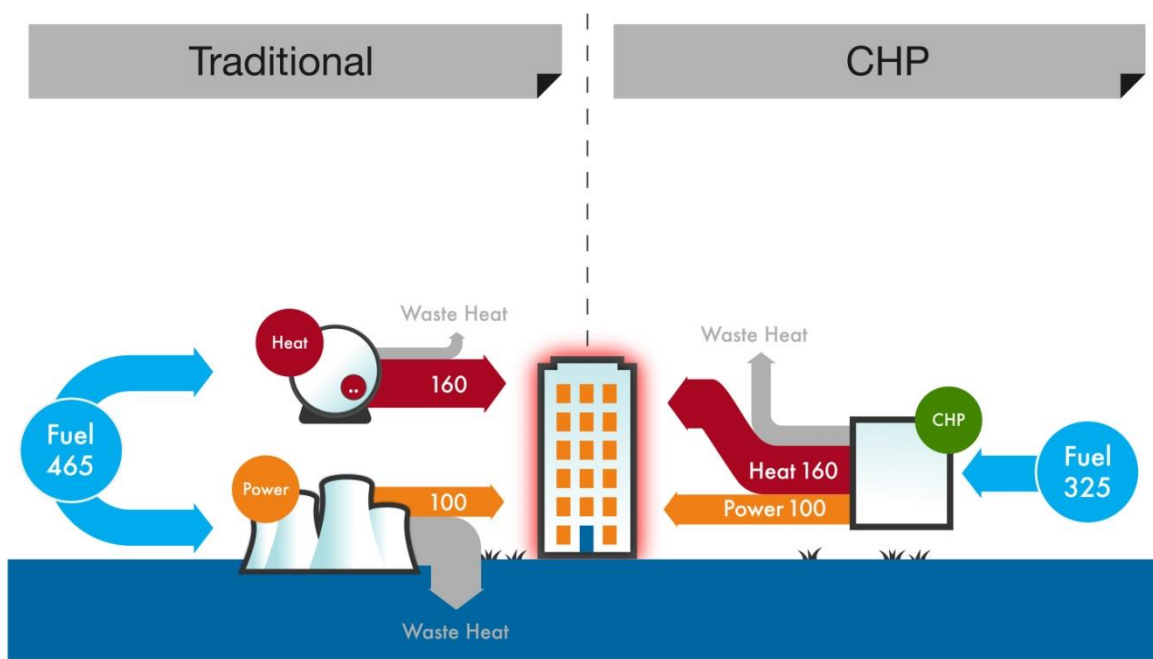 Traditional
CHP
Waste Heat
Heat
160
Fuel
465
Power
100
Waste Heat
Waste Heat
CHP
Heat 160
Power 100
Fuel
325